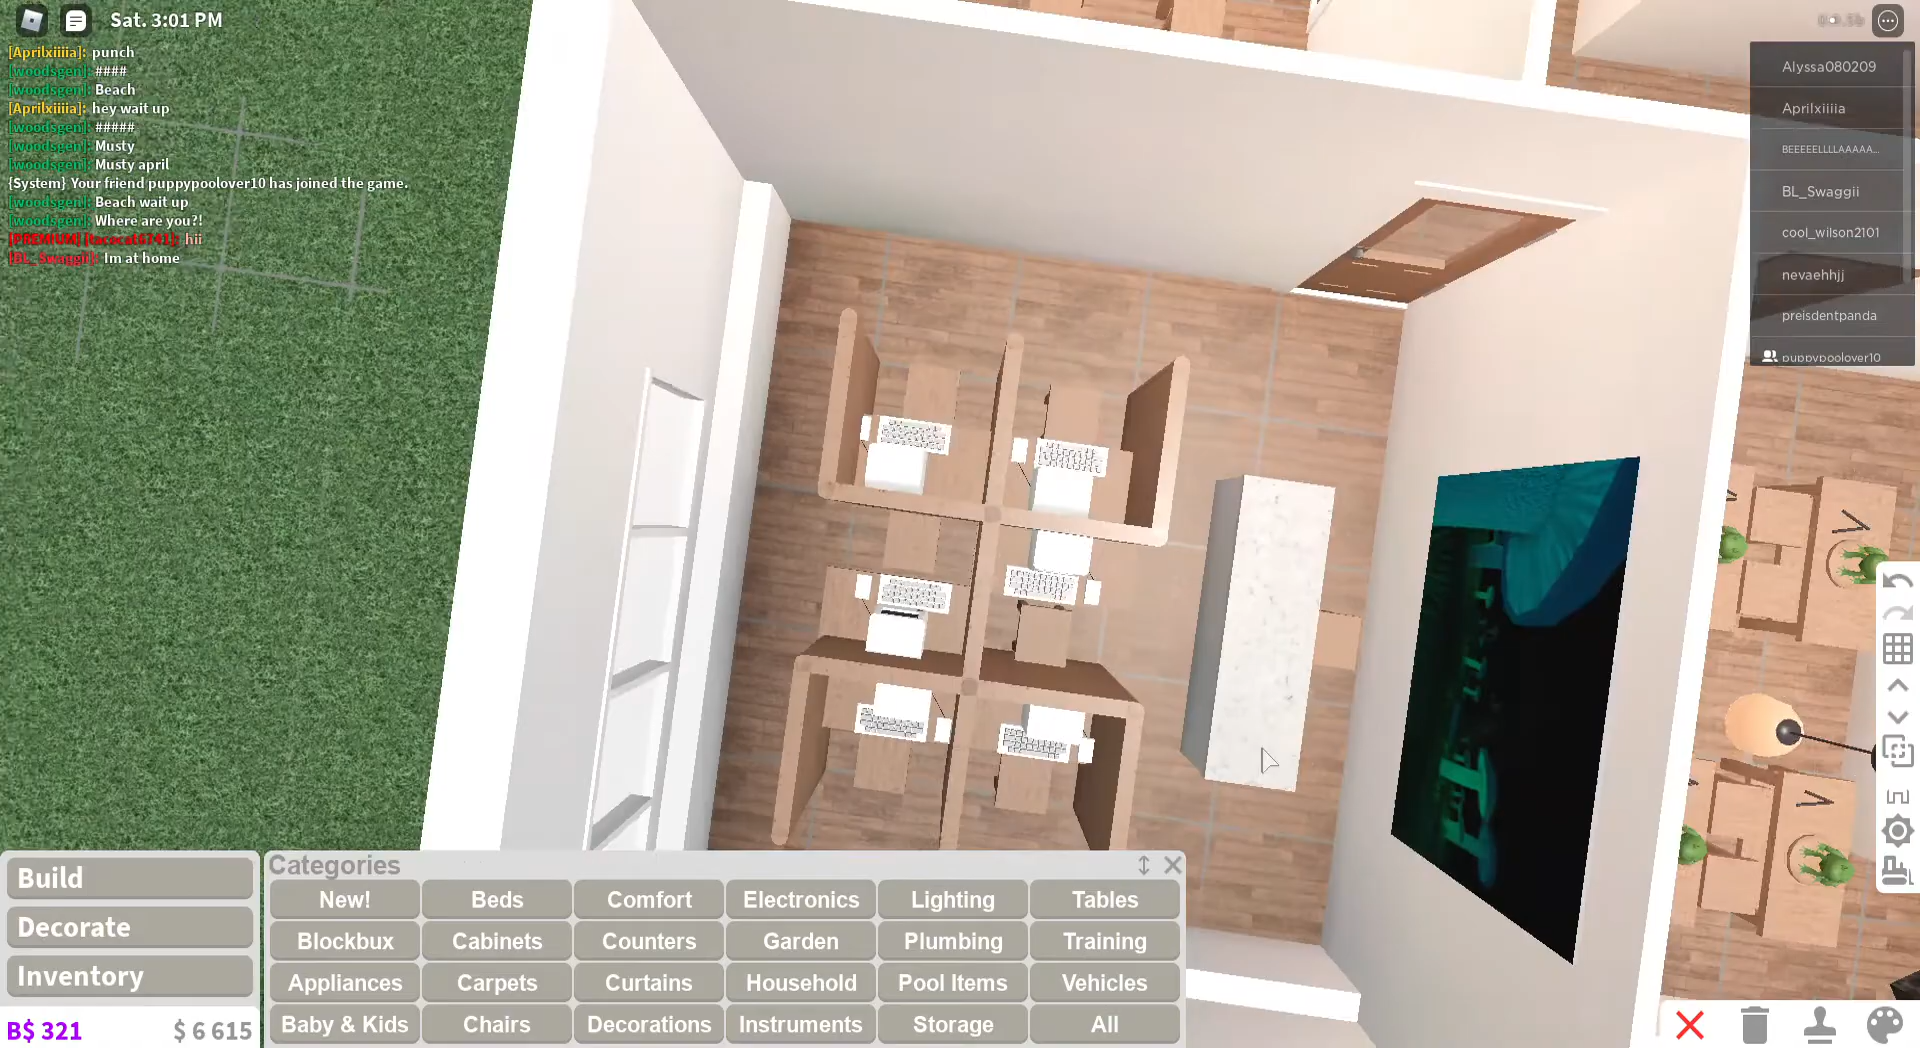 Sat. 3:01 PM
[Aprilxiiiia]: punch
[woodsgen]: ####
[woodsgen]: Beach
[Aprilxiiiia]: hey wait up
[woodsgen]: #####
[woodsgen]: Musty
[woodsgen]: Musty april
{System} Your friend puppypoolover10 has joined the game.
[woodsgen]: Beach wait up
[woodsgen]: Where are you?!
[PREMIUM] [tacocat6741]: hii
[BL_Swaggii]: Im at home
Alyssa080209
Aprilxiiiia
BEEEEELLLLAAAAA...
BL_Swaggii
cool_wilson2101
nevaehhjj
preisdentpanda
puppypoolover10
Build
Decorate
Inventory
B$ 321
$ 6 615
Categories
New!
Beds
Comfort
Electronics
Lighting
Tables
Blockbux
Cabinets
Counters
Garden
Plumbing
Training
Appliances
Carpets
Curtains
Household
Pool Items
Vehicles
Baby & Kids
Chairs
Decorations
Instruments
Storage
All